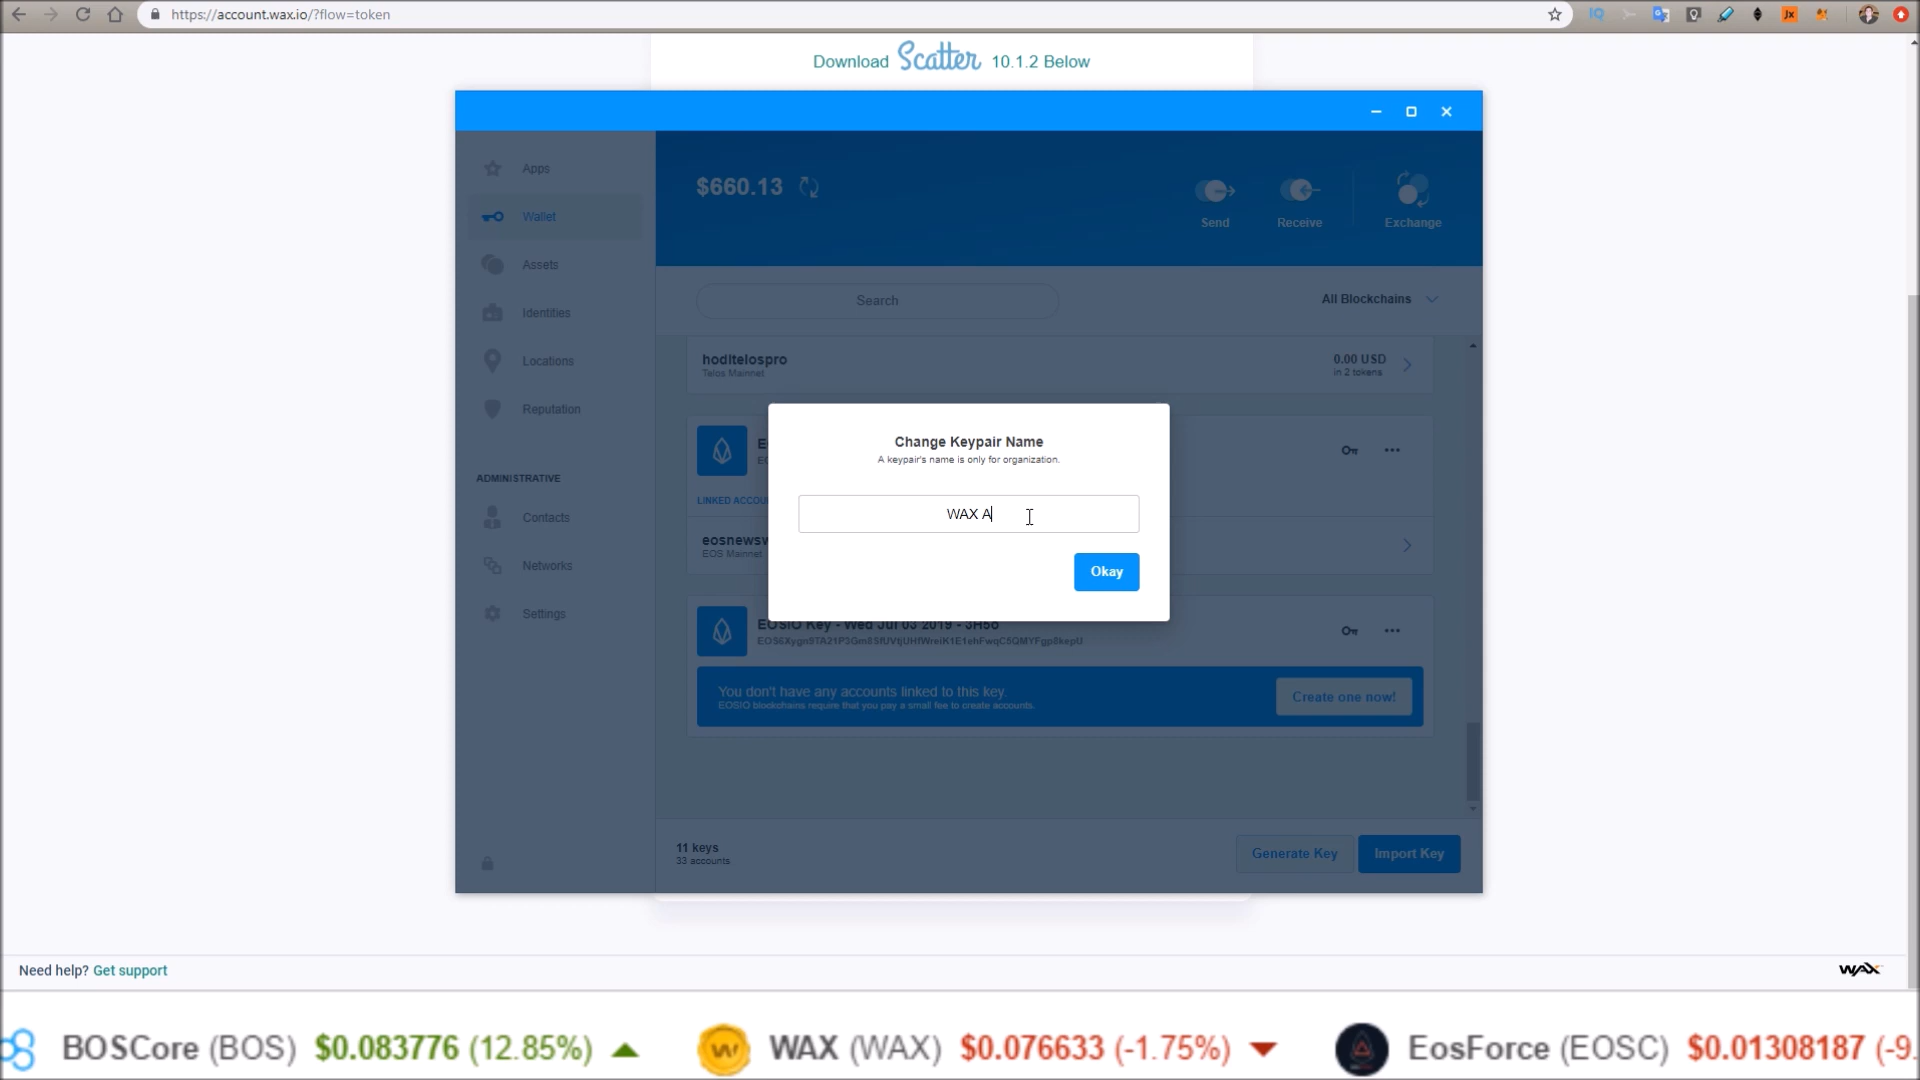 https://account.wax.io/?flow=token
Download Scatter 10.1.2 Below
Apps
Wallet
Assets
Identities
Locations
Reputation
ADMINISTRATIVE
Contacts
Networks
Settings
$660.13
Send
Receive
Exchange
Search
All Blockchains
Telos Mainnet
0.00 USD
in 2 tokens
LINKED ACCOU
eosnewsw
EOS Mainnet
Change Keypair Name
A keypair's name is only for organization.
WAX A
Okay
EOSIO Key - Wed Jul 03 2019 -
You don't have any accounts linked to this key.
EOSIO blockchains require that you pay a small fee to create accounts.
Create one now!
11 keys
33 accounts
Generate Key
Import Key
Need help? Get support
WAX
BOSCore (BOS) $0.083776 (12.85%)
WAX (WAX) $0.076633 (-1.75%)
EosForce (EOSC) $0.01308187 (-9.